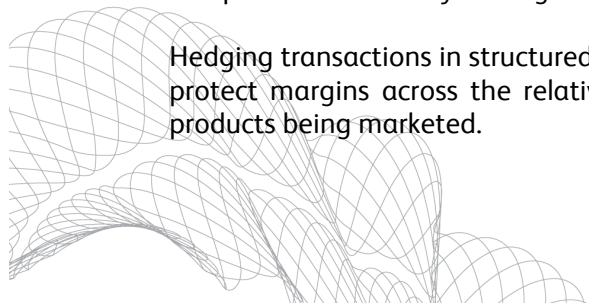 Hedging transactions in structured
protect margins across the
products being marketed.